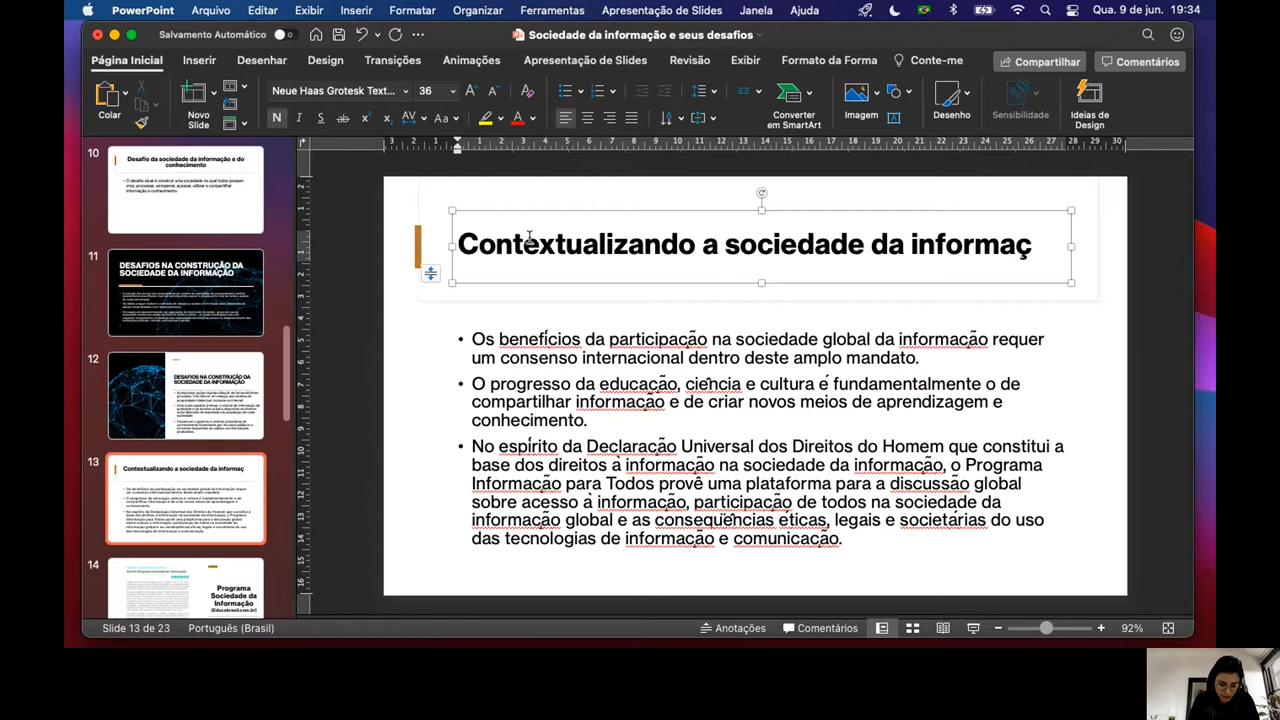 PowerPoint Arquivo Editar Exibir Inserir Formatar Organizar Ferramentas Apresentação de Slides Janela Ajuda Qua. 9 de jun. 19:34
Salvamento Automático Sociedade da informação e seus desafios
Página Inicial Inserir Desenhar Design Transições Animações Apresentação de Slides Revisão Exibir Formato da Forma Conte-me Compartilhar Comentários
Colar
Novo Slide
Neue Haas Grotesk 36
N
Aa
A
Converter em SmartArt
Imagem
Desenho
Ideias de Design
10
Desafio da sociedade da informação e do
conhecimento
11
DESAFIOS NA CONSTRUÇÃO DA
SOCIEDADE DA INFORMAÇÃO
12
DESAFIOS NA CONSTRUÇÃO DA
SOCIEDADE DA INFORMAÇÃO
13
Contextualizando a sociedade da informaç
14
Programa
Sociedade da
Informação
(Educabrasil.com.br)
Contextualizando a sociedade da informaç
• Os benefícios da participação na sociedade global da informação requer
um consenso internacional dentro deste amplo mandato.
• O progresso da educação ciência e cultura é fundamentalmente o de
compartilhar informação e de criar novos meios de aprendizagem e
conhecimento.
• No espírito da Declaração Universal dos Direitos do Homem que constitui a
base dos direitos à informação na sociedade da informação, o Programa
Informação para Todos provê uma plataforma para a discussão global
sobre acesso à informação, participação de todos na sociedade da
informação global e as conseqüências éticas, legais e societárias do uso
das tecnologias de informação e comunicação.
Slide 13 de 23 Português (Brasil) Anotações Comentários 92%